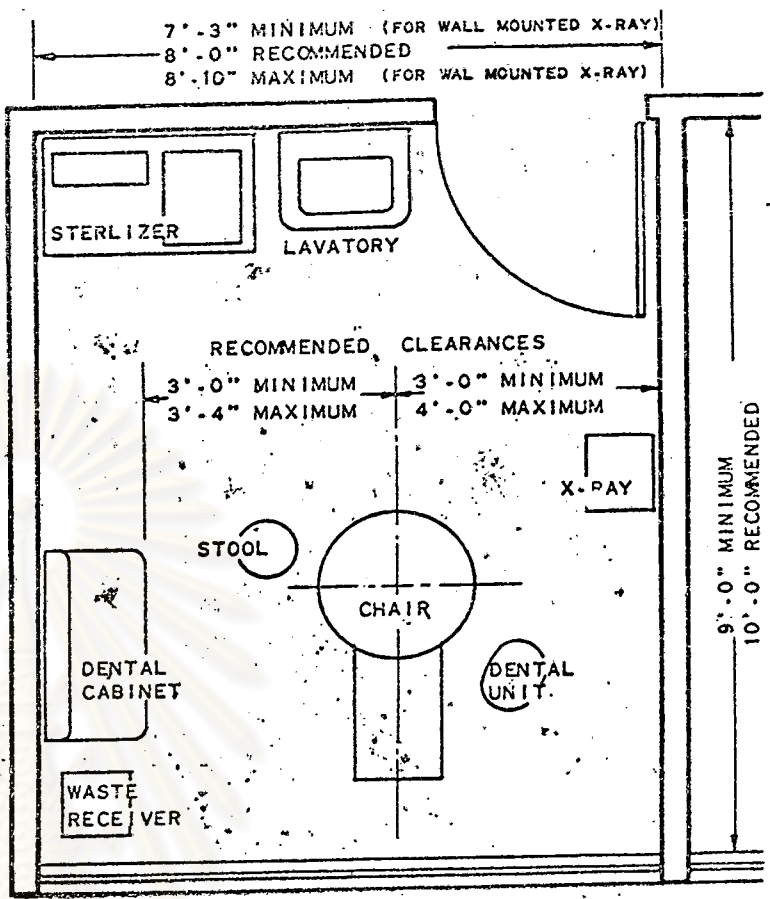 7'-3" MINIMUM (FOR WALL MOUNTED X-RAY)
8'-0" RECOMMENDED
8'-10" MAXIMUM (FOR WAL MOUNTED X-RAY)
STERLIZER
LAVATORY
RECOMMENDED CLEARANCES
3'-0" MINIMUM
3'-4" MAXIMUM
3'-0" MINIMUM
4'-0" MAXIMUM
X-RAY
9'-0" MINIMUM
10'-0" RECOMMENDED
STOOL
CHAIR
DENTAL
CABINET
DENTAL
UNIT.
WASTE
RECEIVER